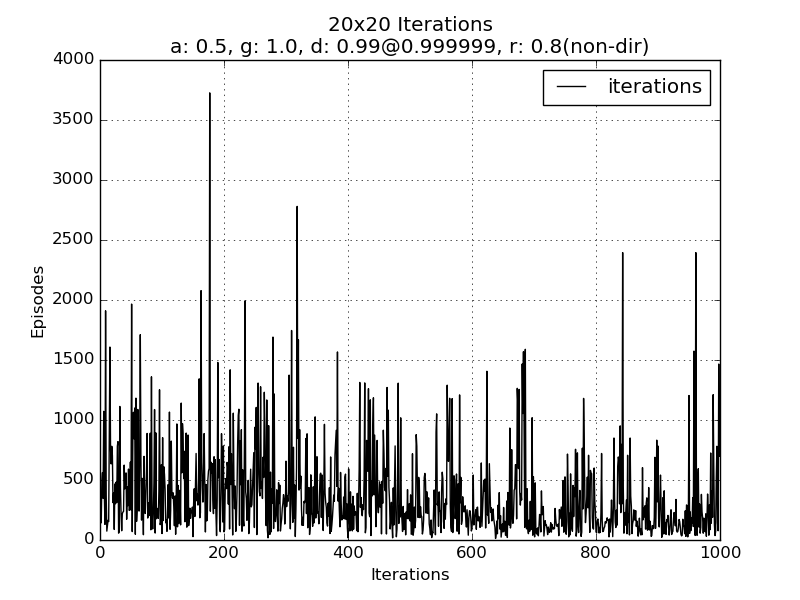 20x20 Iterations
a: 0.5, g: 1.0, d: 0.99@0.999999, r: 0.8(non-dir)
iterations
4000
3500
3000
2500
2000
1500
1000
500
0
Episodes
0 200 400 600 800 1000
Iterations